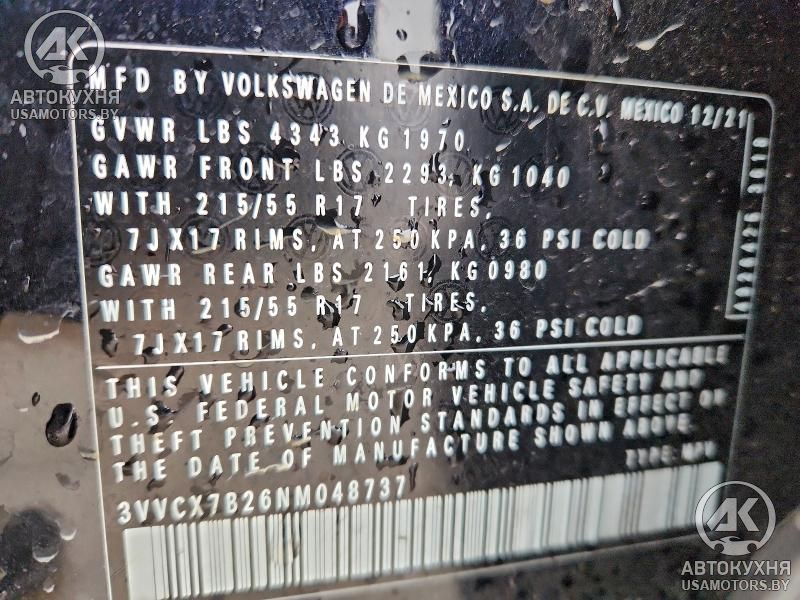 AK
АВТОКУХНЯ
USAMOTORS.BY
MFD BY VOLKSWAGEN DE MEXICO S.A. DE C.V. MEXICO 12/21
GVWR LBS 4343 KG 1970
GAWR FRONT LBS 2293 KG 1040
WITH 215/55 R17 TIRES,
7JX17 RIMS, AT 250 KPA, 36 PSI COLD
GAWR REAR LBS 2161 KG 0980
WITH 215/55 R17 TIRES,
7JX17 RIMS, AT 250 KPA, 36 PSI COLD
THIS VEHICLE CONFORMS TO ALL APPLICABLE
U.S. FEDERAL MOTOR VEHICLE SAFETY AND
THEFT PREVENTION STANDARDS IN EFFECT ON
THE DATE OF MANUFACTURE SHOWN ABOVE.
TYPE: MPV
3VVCX7B26NM048737
AK
АВТОКУХНЯ
USAMOTORS.BY